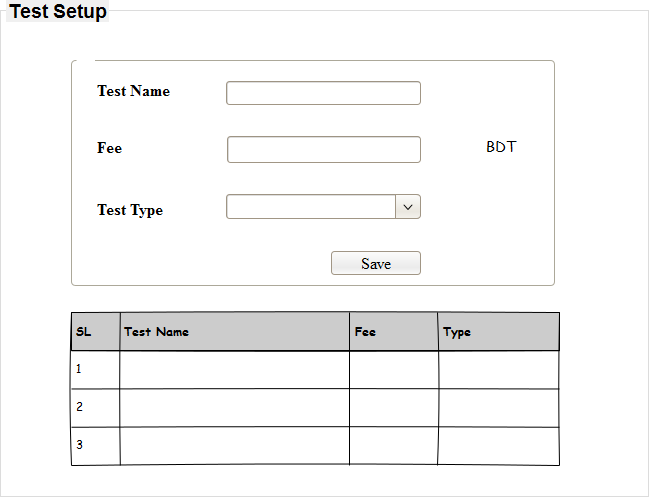 Test Setup
Test Name
Fee BDT
Test Type
Save
SL Test Name Fee Type
1
2
3